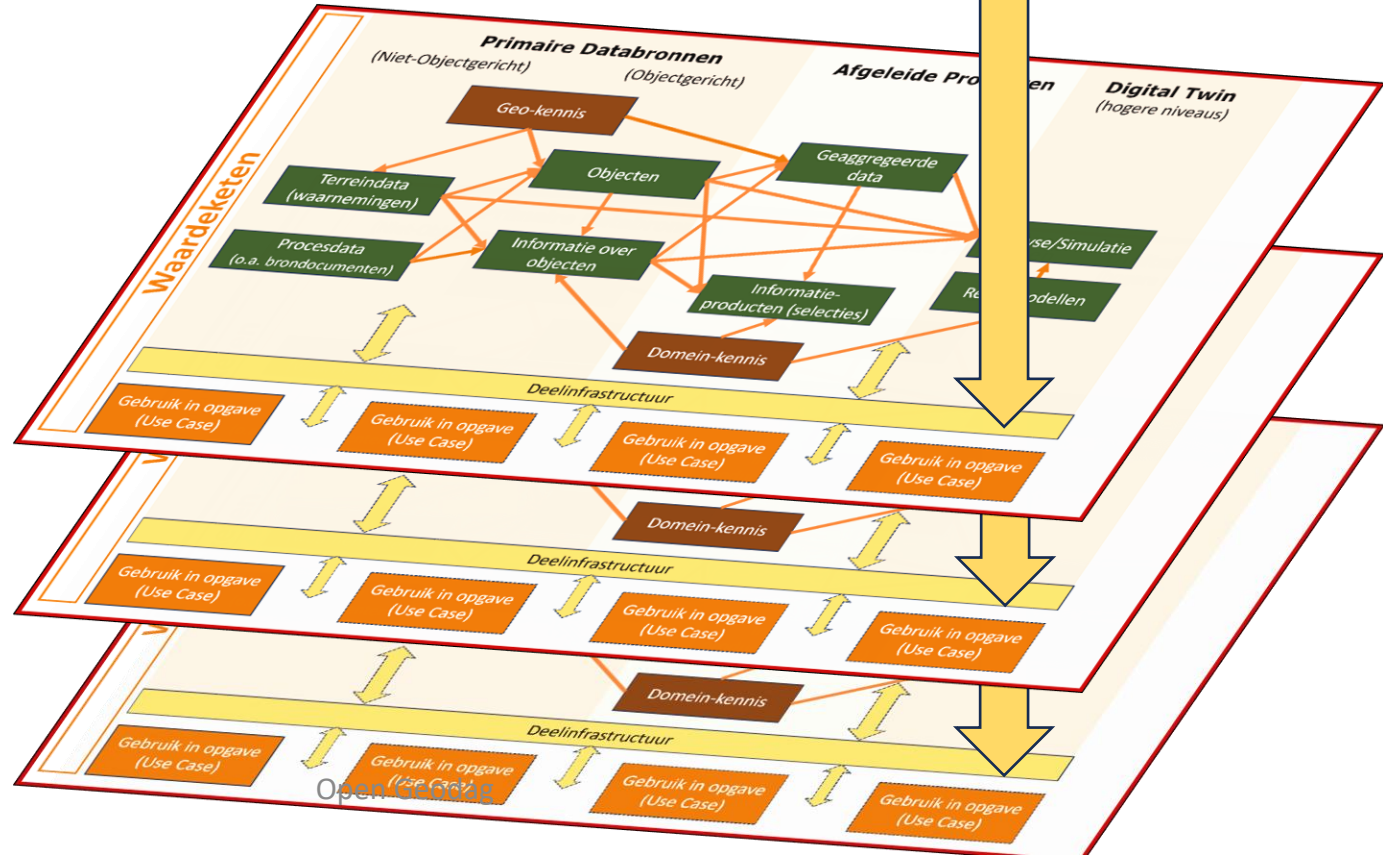 Waardeketen
Primaire Databronnen
(Niet-Objectgericht)
(Objectgericht)
Afgeleide Pro
en
Digital Twin
(hogere niveaus)
Geo-kennis
Terreindata
(waarnemingen)
Objecten
Geaggregeerde
data
Procesdata
(o.a. brondocumenten)
Informatie over
objecten
yse/Simulatie
Informatie-
producten (selecties)
Re
odellen
Domein-kennis
Deelinfrastructuur
Gebruik in opgave
(Use Case)
Gebruik in opgave
(Use Case)
Gebruik in opgave
(Use Case)
Gebruik in opgave
(Use Case)
Domein-kennis
Deelinfrastructuur
Gebruik in opgave
(Use Case)
Gebruik in opgave
(Use Case)
Gebruik in opgave
(Use Case)
Gebruik in opgave
(Use Case)
Domein-kennis
Deelinfrastructuur
Gebruik in opgave
(Use Case)
Gebruik in opgave
(Use Case)
Gebruik in opgave
(Use Case)
Gebruik in opgave
(Use Case)
Open Geodag